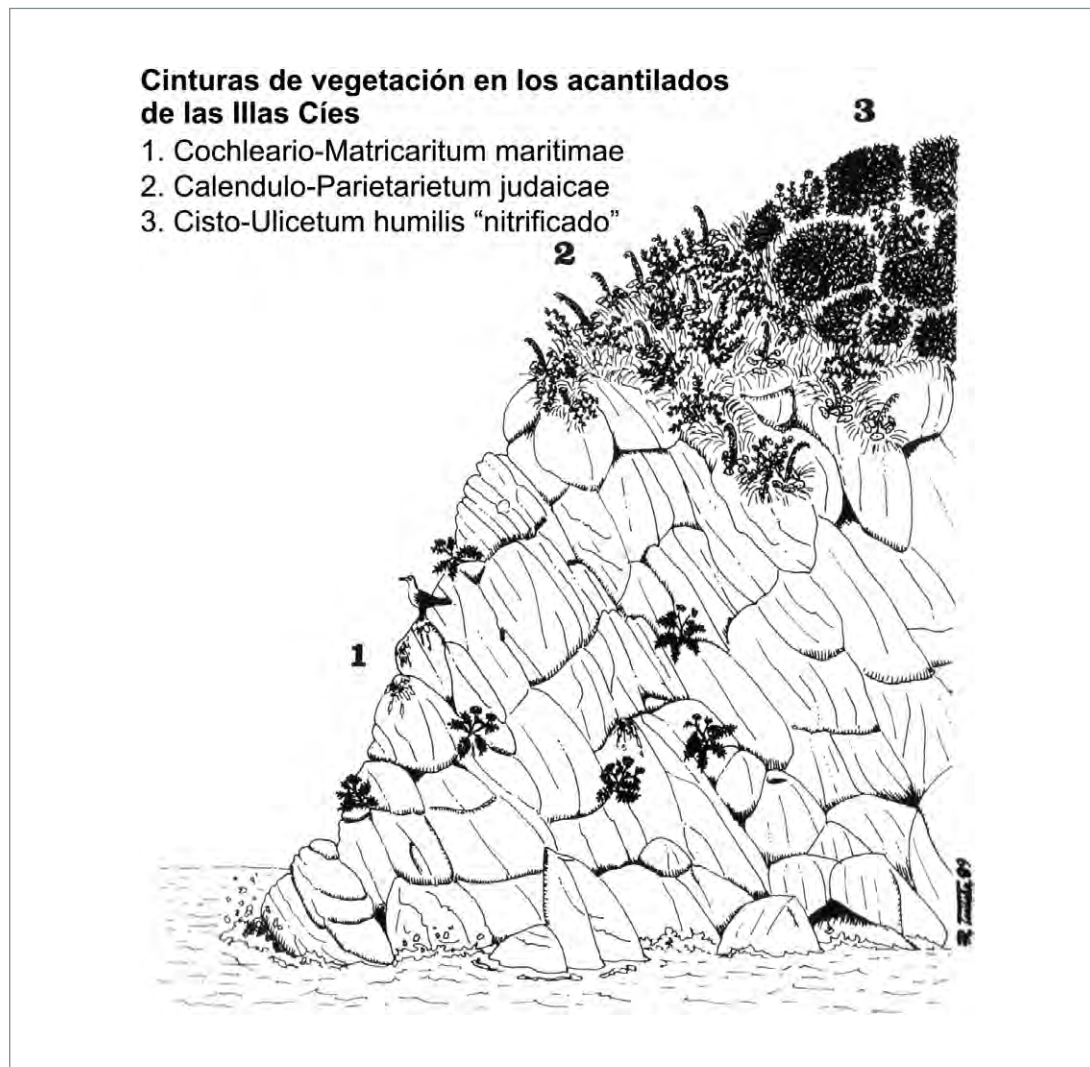 Cinturas de vegetación en los acantilados
de las Illas Cíes
1. Cochleario-Matricaritum maritimae
2. Calendulo-Parietarietum judaicae
3. Cisto-Ulicetum humilis “nitrificado”
3
2
1